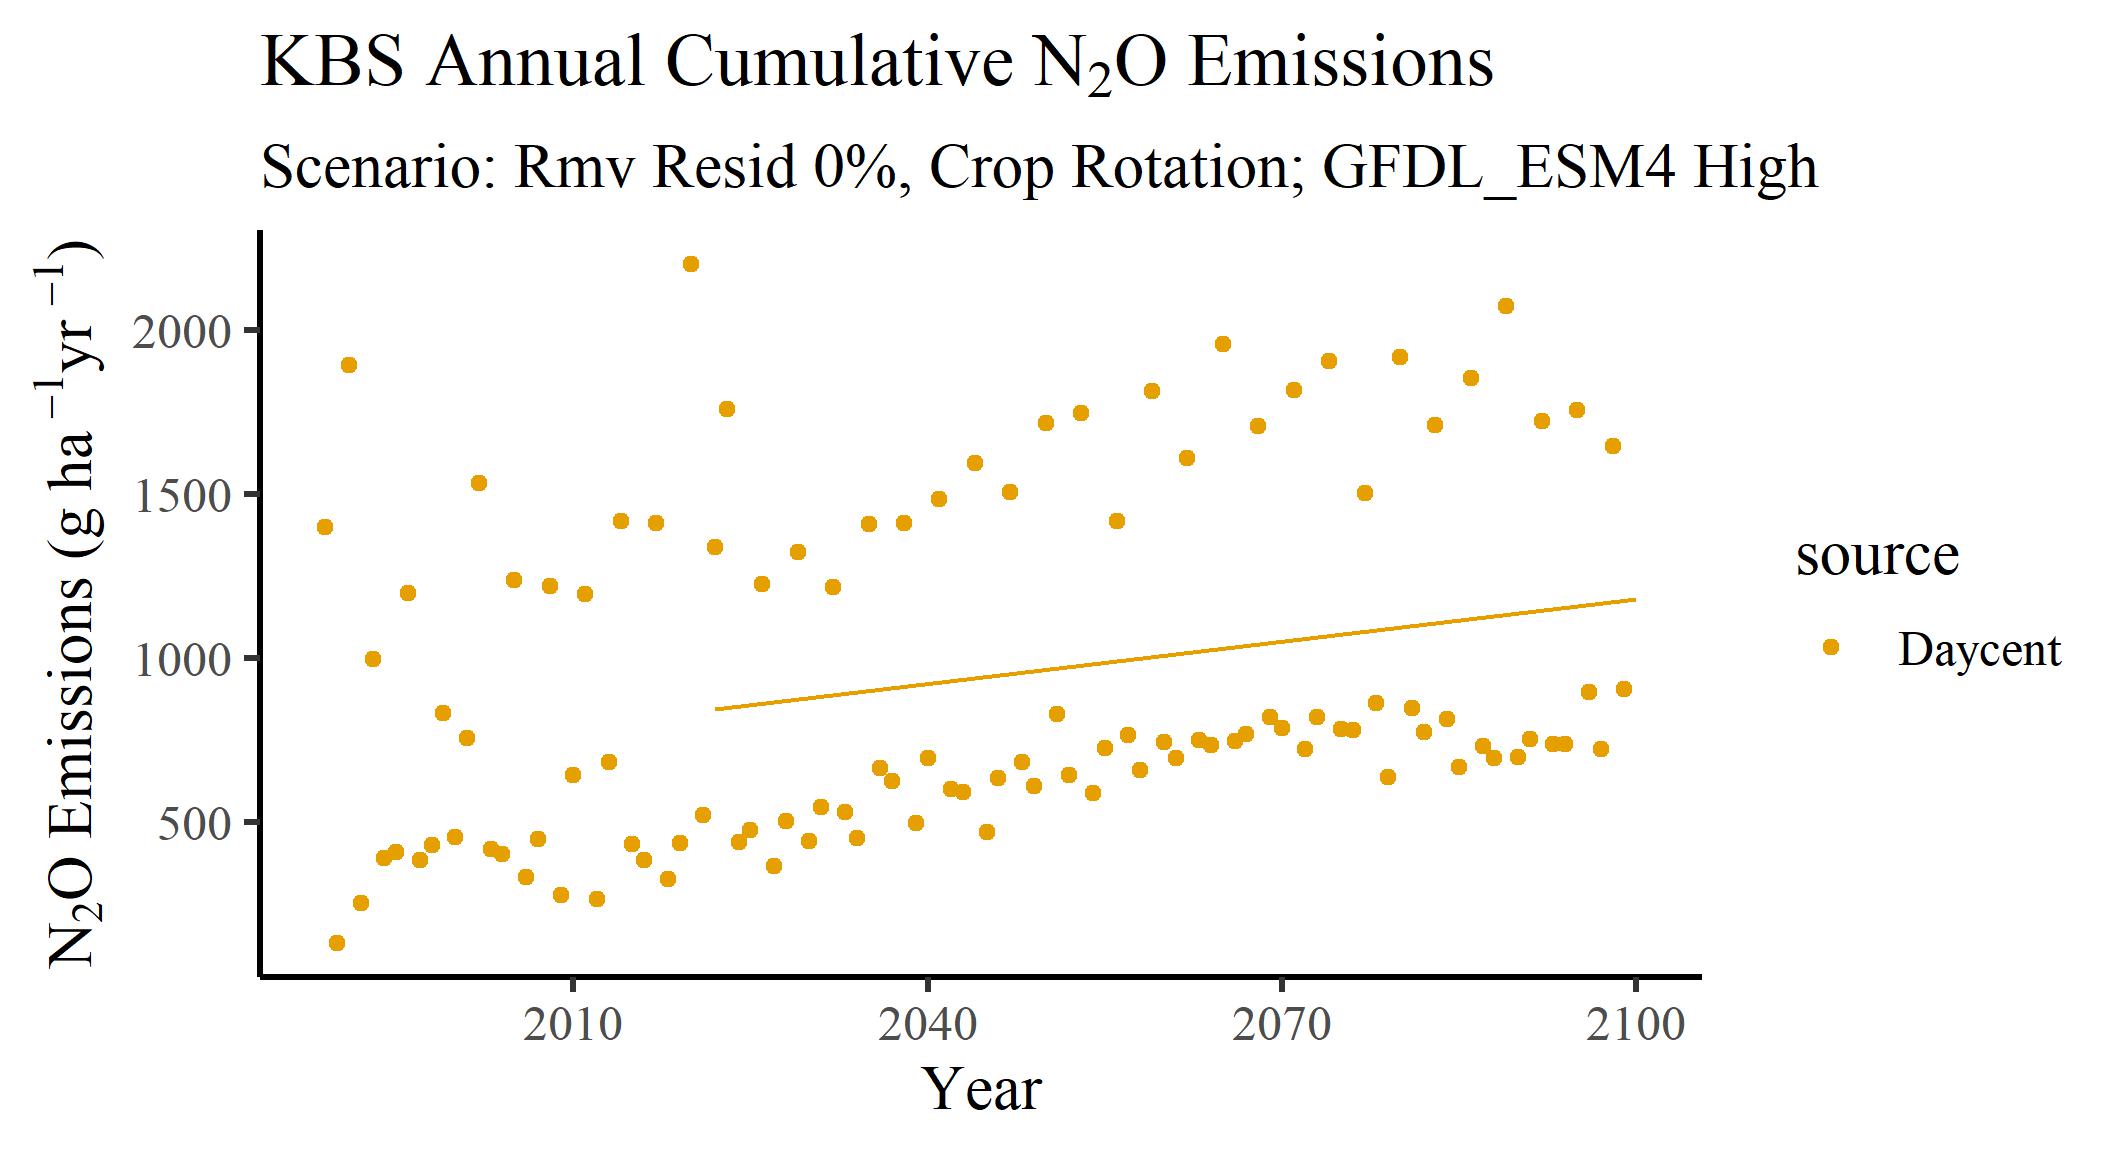 KBS Annual Cumulative N₂O Emissions
Scenario: Rmv Resid 0%, Crop Rotation; GFDL_ESM4 High
N₂O Emissions (g ha ⁻¹yr ⁻¹)
2000
1500
1000
500
2010 2040 2070 2100
Year
source
Daycent